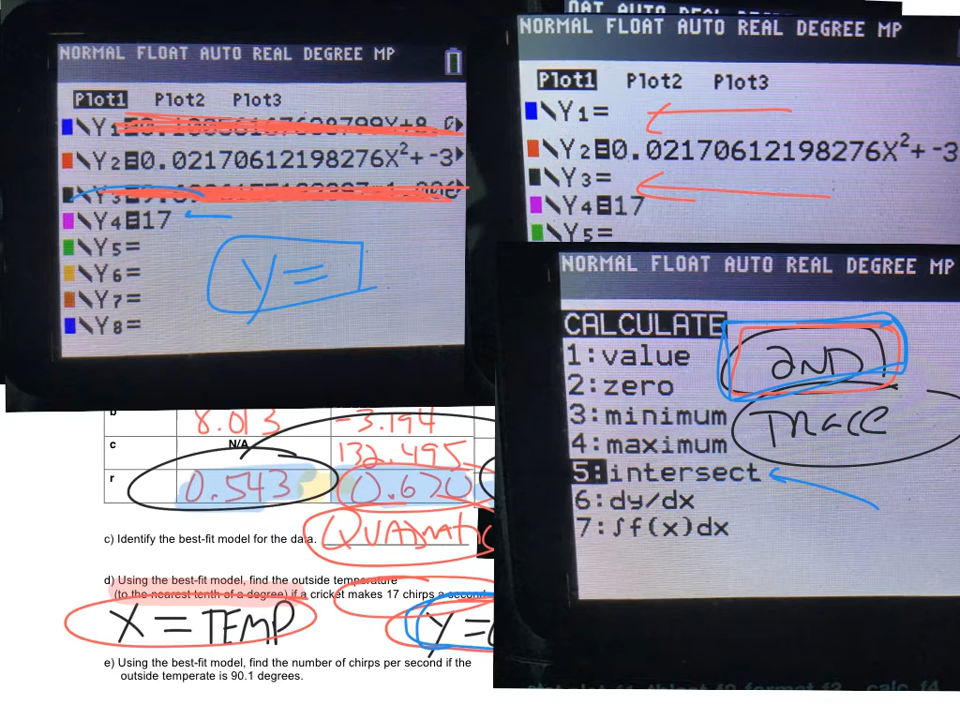 NORMAL FLOAT AUTO REAL DEGREE MP
Plot1 Plot2 Plot3
\Y2=0.02170612198276X²+-3
\Y4=17
\Y5=
\Y6=
\Y7=
\Y8=
y=
NORMAL FLOAT AUTO REAL DEGREE MP
Plot1 Plot2 Plot3
\Y1=
\Y2=0.02170612198276X²+-3
\Y3=
\Y4=17
\Y5=
NORMAL FLOAT AUTO REAL DEGREE MP
CALCULATE
1:value
2:zero
3:minimum
4:maximum
5:intersect
6:dy/dx
7:∫f(x)dx
2ND
TRACE
8.013 -3.194
c N/A 132.495
r 0.543 0.670
c) Identify the best-fit model for the data.
QUADRATIC
d) Using the best-fit model, find the outside temperature
(to the nearest tenth of a degree) if a cricket makes 17 chirps a second
X = TEMP y =
e) Using the best-fit model, find the number of chirps per second if the
outside temperate is 90.1 degrees.